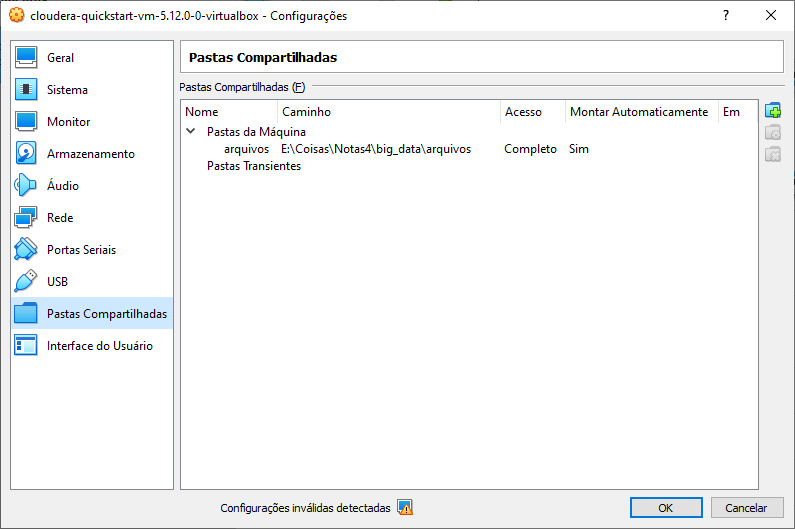 cloudera-quickstart-vm-5.12.0-0-virtualbox - Configurações
?
Geral
Sistema
Monitor
Armazenamento
Áudio
Rede
Portas Seriais
USB
Pastas Compartilhadas
Interface do Usuário
Pastas Compartilhadas
Pastas Compartilhadas (F)
Nome Caminho Acesso Montar Automaticamente Em
Pastas da Máquina
arquivos E:\Coisas\Notas4\big_data\arquivos Completo Sim
Pastas Transientes
Configurações inválidas detectadas
OK Cancelar